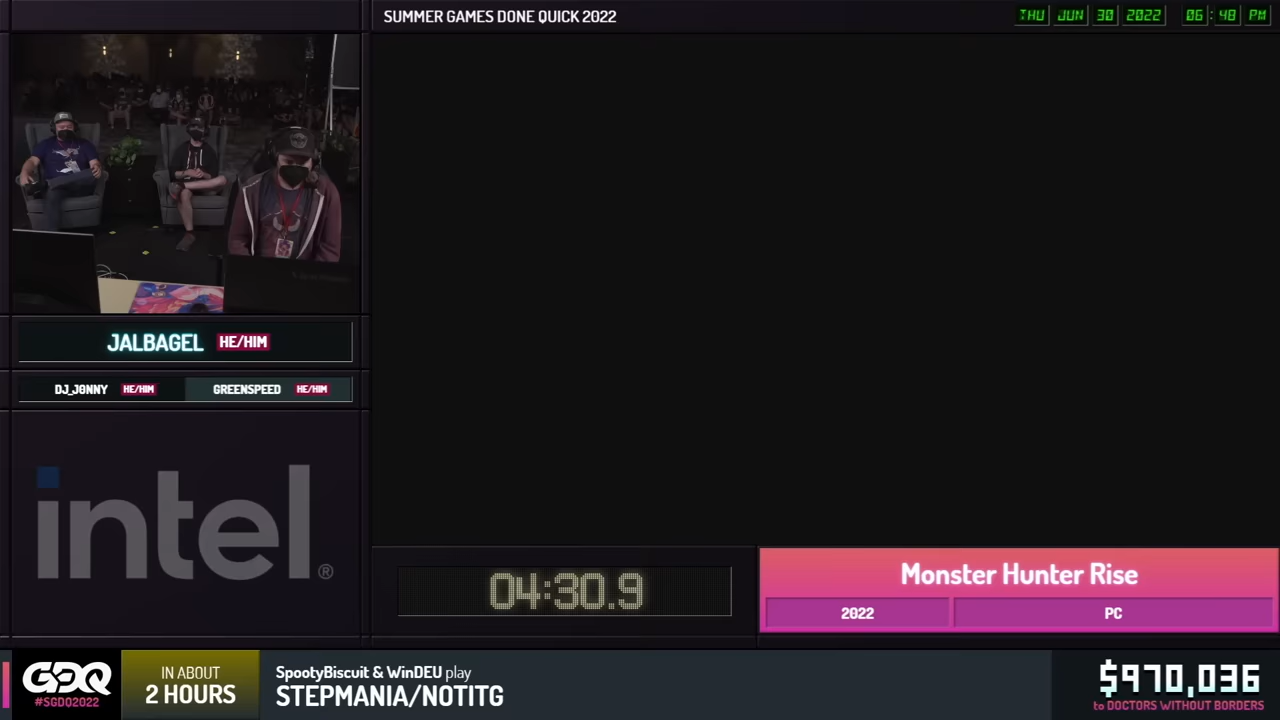 SUMMER GAMES DONE QUICK 2022
THU JUN 30 2022 06:48 PM
JALBAGEL HE/HIM
DJ_J0NNY HE/HIM GREENSPEED HE/HIM
intel®
04:30.9
Monster Hunter Rise
2022 PC
GDQ
#SGDQ2022
IN ABOUT
2 HOURS
SpootyBiscuit & WinDEU play
STEPMANIA/NOTITG
$970,036
to DOCTORS WITHOUT BORDERS